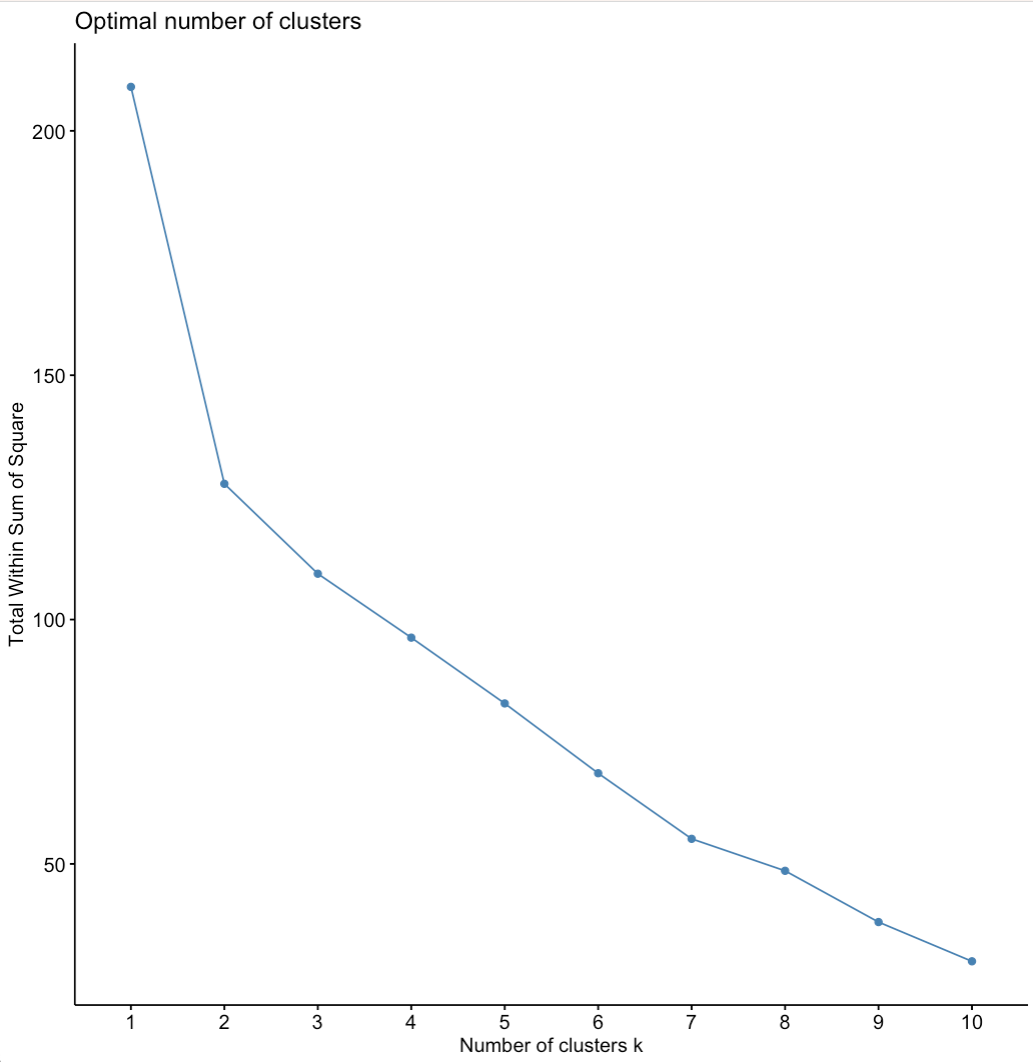 Optimal number of clusters
200
150
100
50
Total Within Sum of Square
1 2 3 4 5 6 7 8 9 10
Number of clusters k